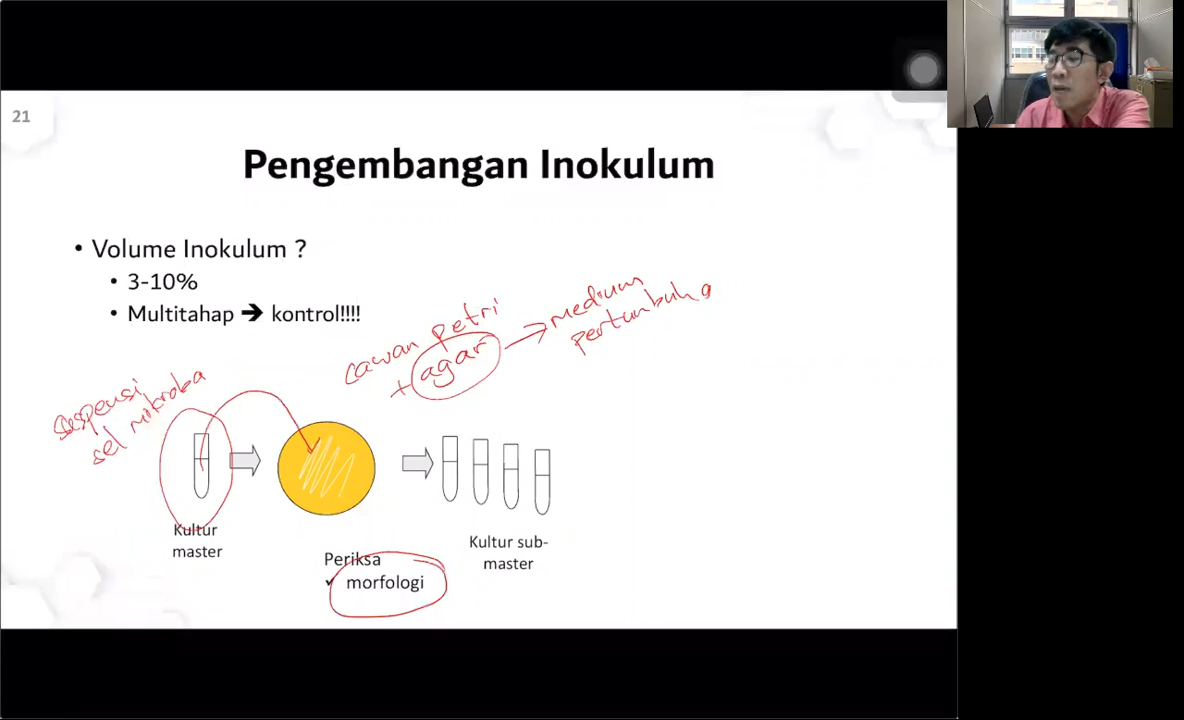 21
Pengembangan Inokulum
• Volume Inokulum ?
• 3-10%
• Multitahap ➔ kontrol!!!!
cawan petri
+ agar
medium
pertumbuha
suspensi
sel mikroba
Kultur
master
Periksa
✓ morfologi
Kultur sub-
master